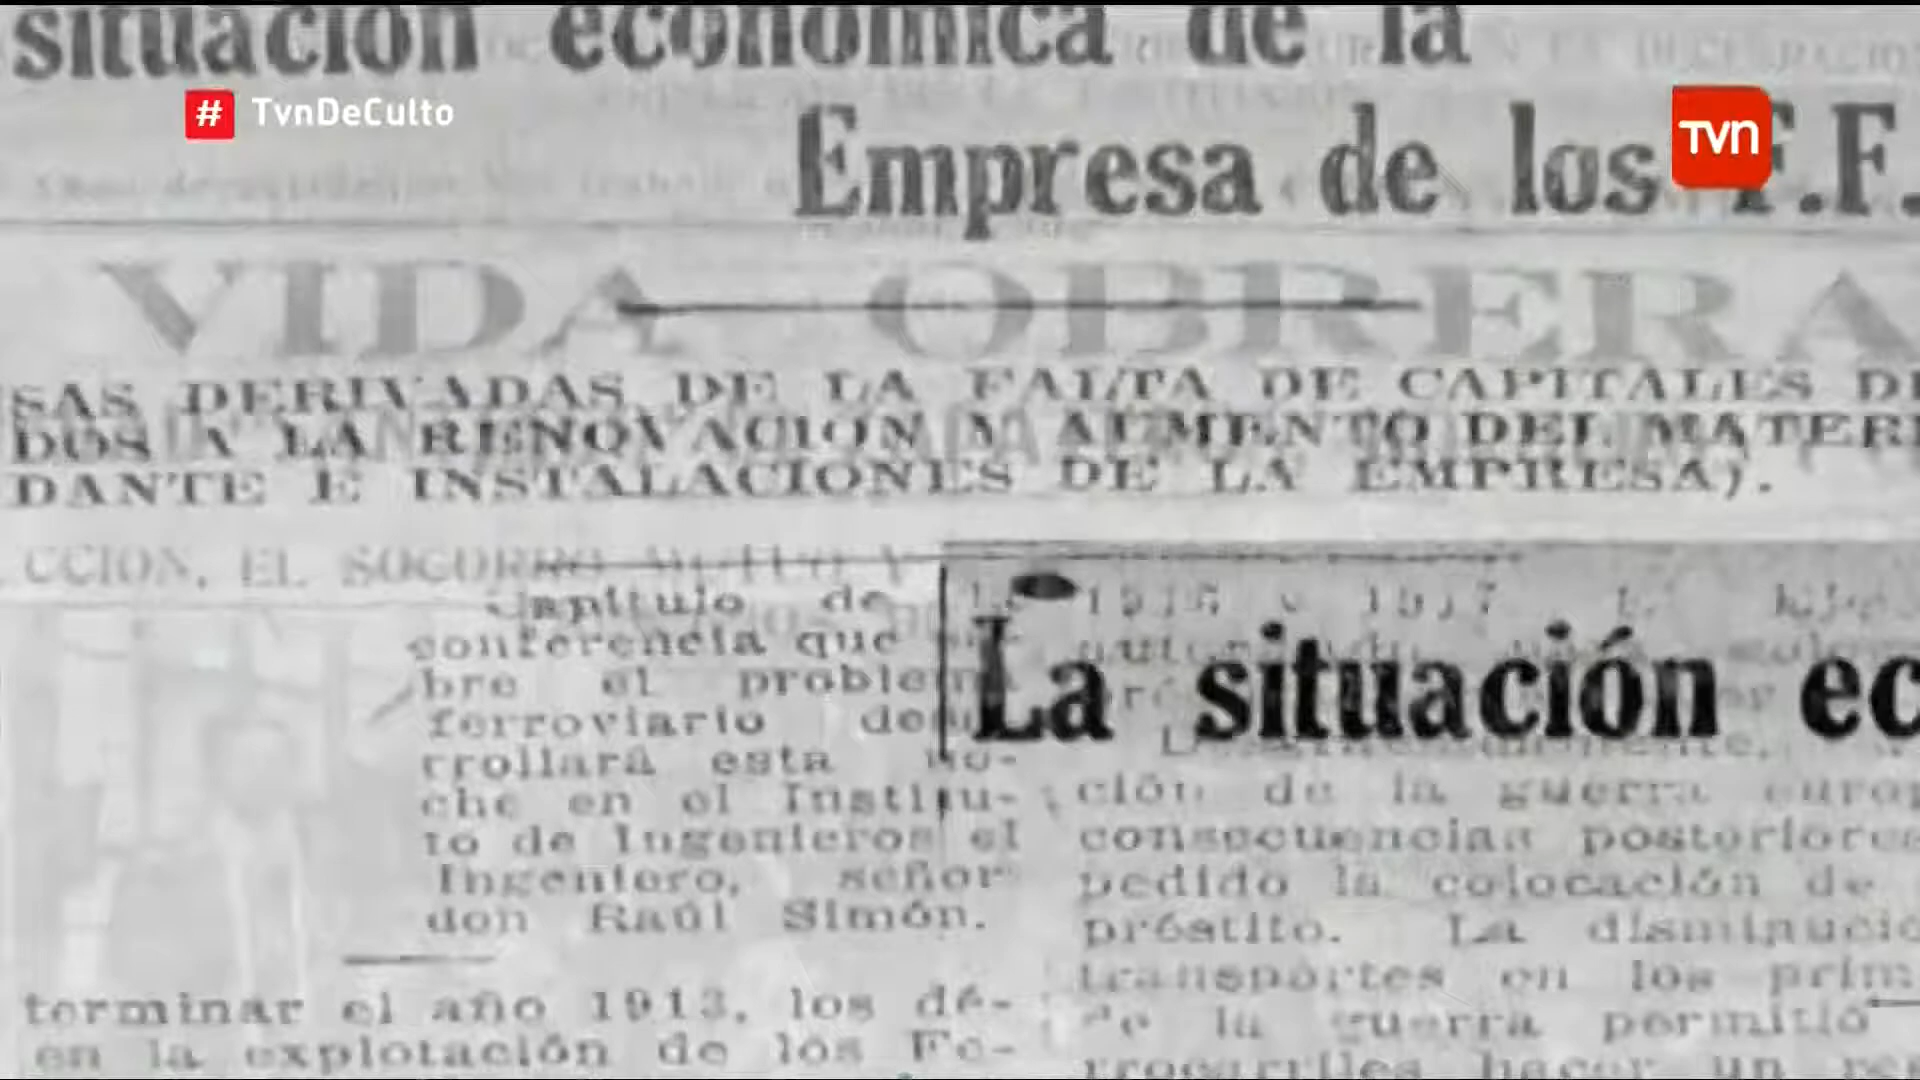 situación económica de la
# TvnDeCulto
tvn
Empresa de los F.F.
VIDA OBRERA
SAS DERIVADAS DE LA FALTA DE CAPITALES DE
DOS A LA RENOVACION Y AUMENTO DEL MATERI
DANTE E INSTALACIONES DE LA EMPRESA).
CCION, EL SOCORRO
Capítulo de
conferencia que
bre el problema
ferroviario desa-
rrollará esta no-
che en el Institu-
to de Ingenieros el
Ingeniero, señor
don Raúl Simón.
terminar el año 1913, los dé-
en la explotación de los Fe-
La situación ec
ción de la guerra europ
consecuencias posteriores
pedido la colocación de
préstito. La disminució
transportes en los prim
de la guerra permitió
rrocarriles hacer un